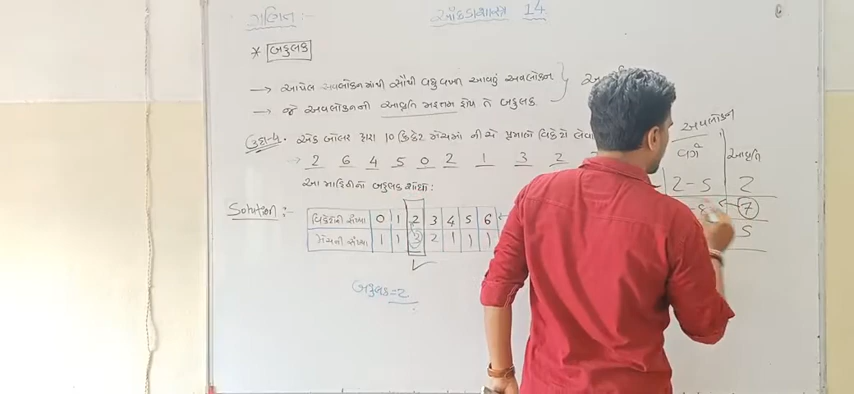 ગણિત :-
આંકડાશાસ્ત્ર 14
* બહુલક
→ આપેલ અવલોકનમાંથી સૌથી વધુ વખત આવતું અવલોકન
→ જે અવલોકનની આવૃત્તિ મહત્તમ હોય તે બહુલક
ઉદા-4. એક બોલર દ્વારા 10 ક્રિકેટ મેચમાં નીચે પ્રમાણે વિકેટો લેવા
→ 2 6 4 5 0 2 1 3 2
આ માહિતીનો બહુલક શોધો:
Solution :-
વિકેટની સંખ્યા 0 1 2 3 4 5 6
મેચની સંખ્યા 1 1 3 2 1 1 1
બહુલક = 2
અવલોકન
વર્ગ આવૃત્તિ
2-5 2
7
5